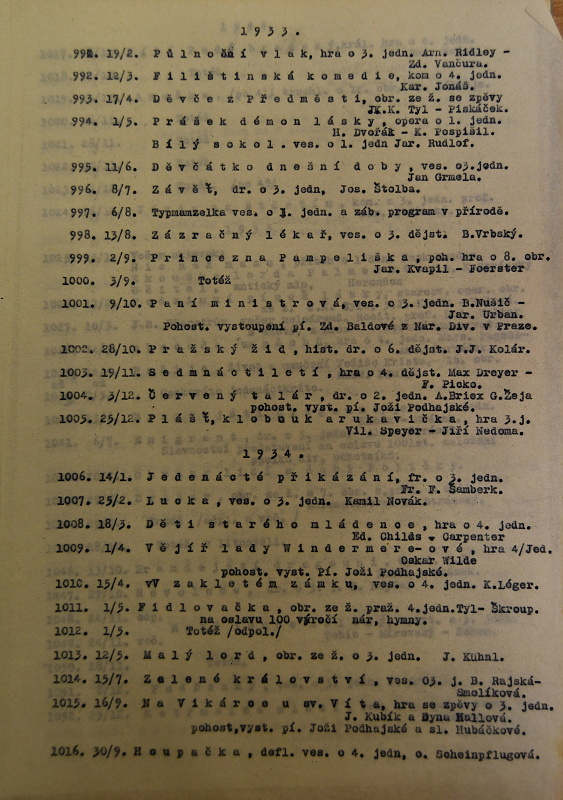 1 9 3 3 .
991. 19/2. P ů l n o č n í v l a k, hra o 3. jedn. Arn. Ridley -
Zd. Vančura.
992. 12/3. F i l i š t i n s k á k o m e d i e, kom o 4. jedn.
Kar. Jonáš.
993. 17/4. D ě v č e z P ř e d m ě s t í, obr. ze ž. se zpěvy
JK. Tyl - Piskáček.
994. 1/5. P r á š e k d é m o n l á s k y, opera o 1. jedn.
H. Dvořák - K. Pospíšil.
B í l ý s o k o l. ves. o 1. jedn Jar. Rudlof.
995. 11/6. D ě v č á t k o d n e š n í d o b y, ves. o3.jedn.
Jan Grmela.
996. 8/7. Z á v ě ť, dr. o 3. jedn, Jos. Štolba.
997. 6/8. Typmamzelka ves. o 1. jedn. a záb. program v přírodě.
998. 13/8. Z á z r a č n ý l é k a ř, ves. o 3. dějst. B.Vrbský.
999. 2/9. P r i n c e z n a P a m p e l i š k a, poh. hra o 8. obr.
Jar. Kvapil - Foerster
1000. 3/9. Totéž
1001. 9/10. P a n í m i n i s t r o v á, ves. o 3. jedn. B.Nušič -
Jar. Urban.
Pohost. vystoupení pí. Zd. Baldové z Nar. Div. v Praze.
1002. 28/10. P r a ž s k ý ž i d, hist. dr. o 6. dějst. J.J. Kolár.
1003. 19/11. S e d m n á c t i l e t í, hra o 4. dějst. Max Dreyer -
F. Picko.
1004. 3/12. Č e r v e n ý t a l á r, dr. o 2. jedn. A.Briex G.Žeja
pohost. vyst. pí. Joži Podhajské.
1005. 25/12. P l á š ť, k l o b o u k a r u k a v i č k a, hra 3.j.
Vil. Speyer - Jiří Nedoma.
1 9 3 4 .
1006. 14/1. J e d e n á c t é p ř i k á z á n í, fr. o 3. jedn.
Fr. F. Šamberk.
1007. 25/2. L u c k a, ves. o 3. jedn. Kamil Novák.
1008. 18/3. D ě t i s t a r é h o m l á d e n c e, hra o 4. jedn.
Ed. Childs - Carpenter
1009. 1/4. V ě j í ř l a d y W i n d e r m e r e - o v é, hra 4/Jed.
Oskar Wilde
pohost. vyst. Pí. Joži Podhajské.
1010. 15/4. vV z a k l e t é m z á m k u, ves. o 4. jedn. K.Léger.
1011. 1/5. F i d l o v a č k a, obr. ze ž. praž. 4.jedn.Tyl- Škroup.
na oslavu 100 výročí nár, hymny.
1012. 1/5. Totéž /odpol./
1013. 12/5. M a l ý l o r d, obr. ze ž. o 3. jedn. J. Kühnl.
1014. 15/7. Z e l e n é k r á l o v s t v í, ves. O3. j. B. Rajská-
Smolíková.
1015. 16/9. N a V i k á r c e u s v. V í t a, hra se zpěvy o 3. jedn.
J. Kubík a Dyna Hallová.
pohost,vyst. pí. Joži Podhajské a sl. Hubáčkové.
1016. 30/9. H o u p a č k a, defl. ves. o 4. jedn, o. Scheinpflugová.